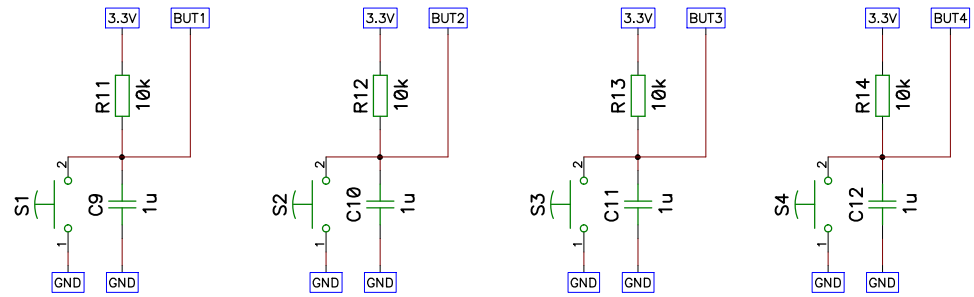 3.3V BUT1 3.3V BUT2 3.3V BUT3 3.3V BUT4
R11 10k R12 10k R13 10k R14 10k
2 2 2 2
S1 C9 1u S2 C10 1u S3 C11 1u S4 C12 1u
1 1 1 1
GND GND GND GND GND GND GND GND